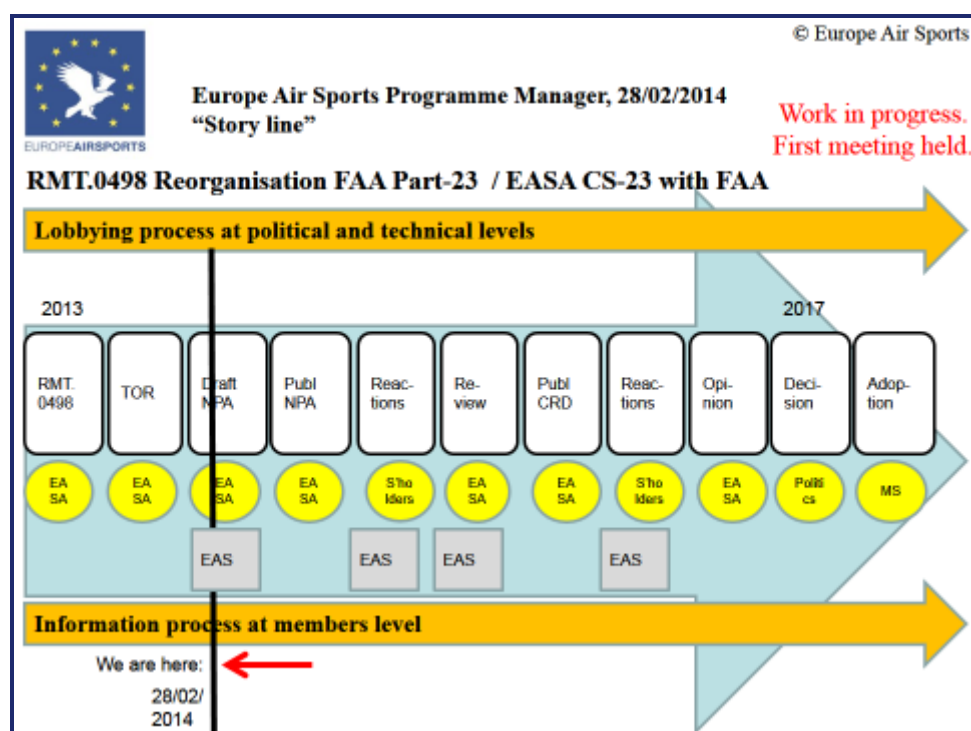 © Europe Air Sports
Europe Air Sports Programme Manager, 28/02/2014
“Story line”
Work in progress.
First meeting held.
EUROPEAIRSPORTS
RMT.0498 Reorganisation FAA Part-23 / EASA CS-23 with FAA
Lobbying process at political and technical levels
2013
2017
RMT.
0498
TOR
Draft
NPA
Publ
NPA
Reac-
tions
Re-
view
Publ
CRD
Reac-
tions
Opi-
nion
Deci-
sion
Adop-
tion
EA
SA
EA
SA
EA
SA
EA
SA
S'ho
lders
EA
SA
EA
SA
S'ho
lders
EA
SA
Politi
cs
MS
EAS
EAS
EAS
EAS
Information process at members level
We are here:
28/02/
2014